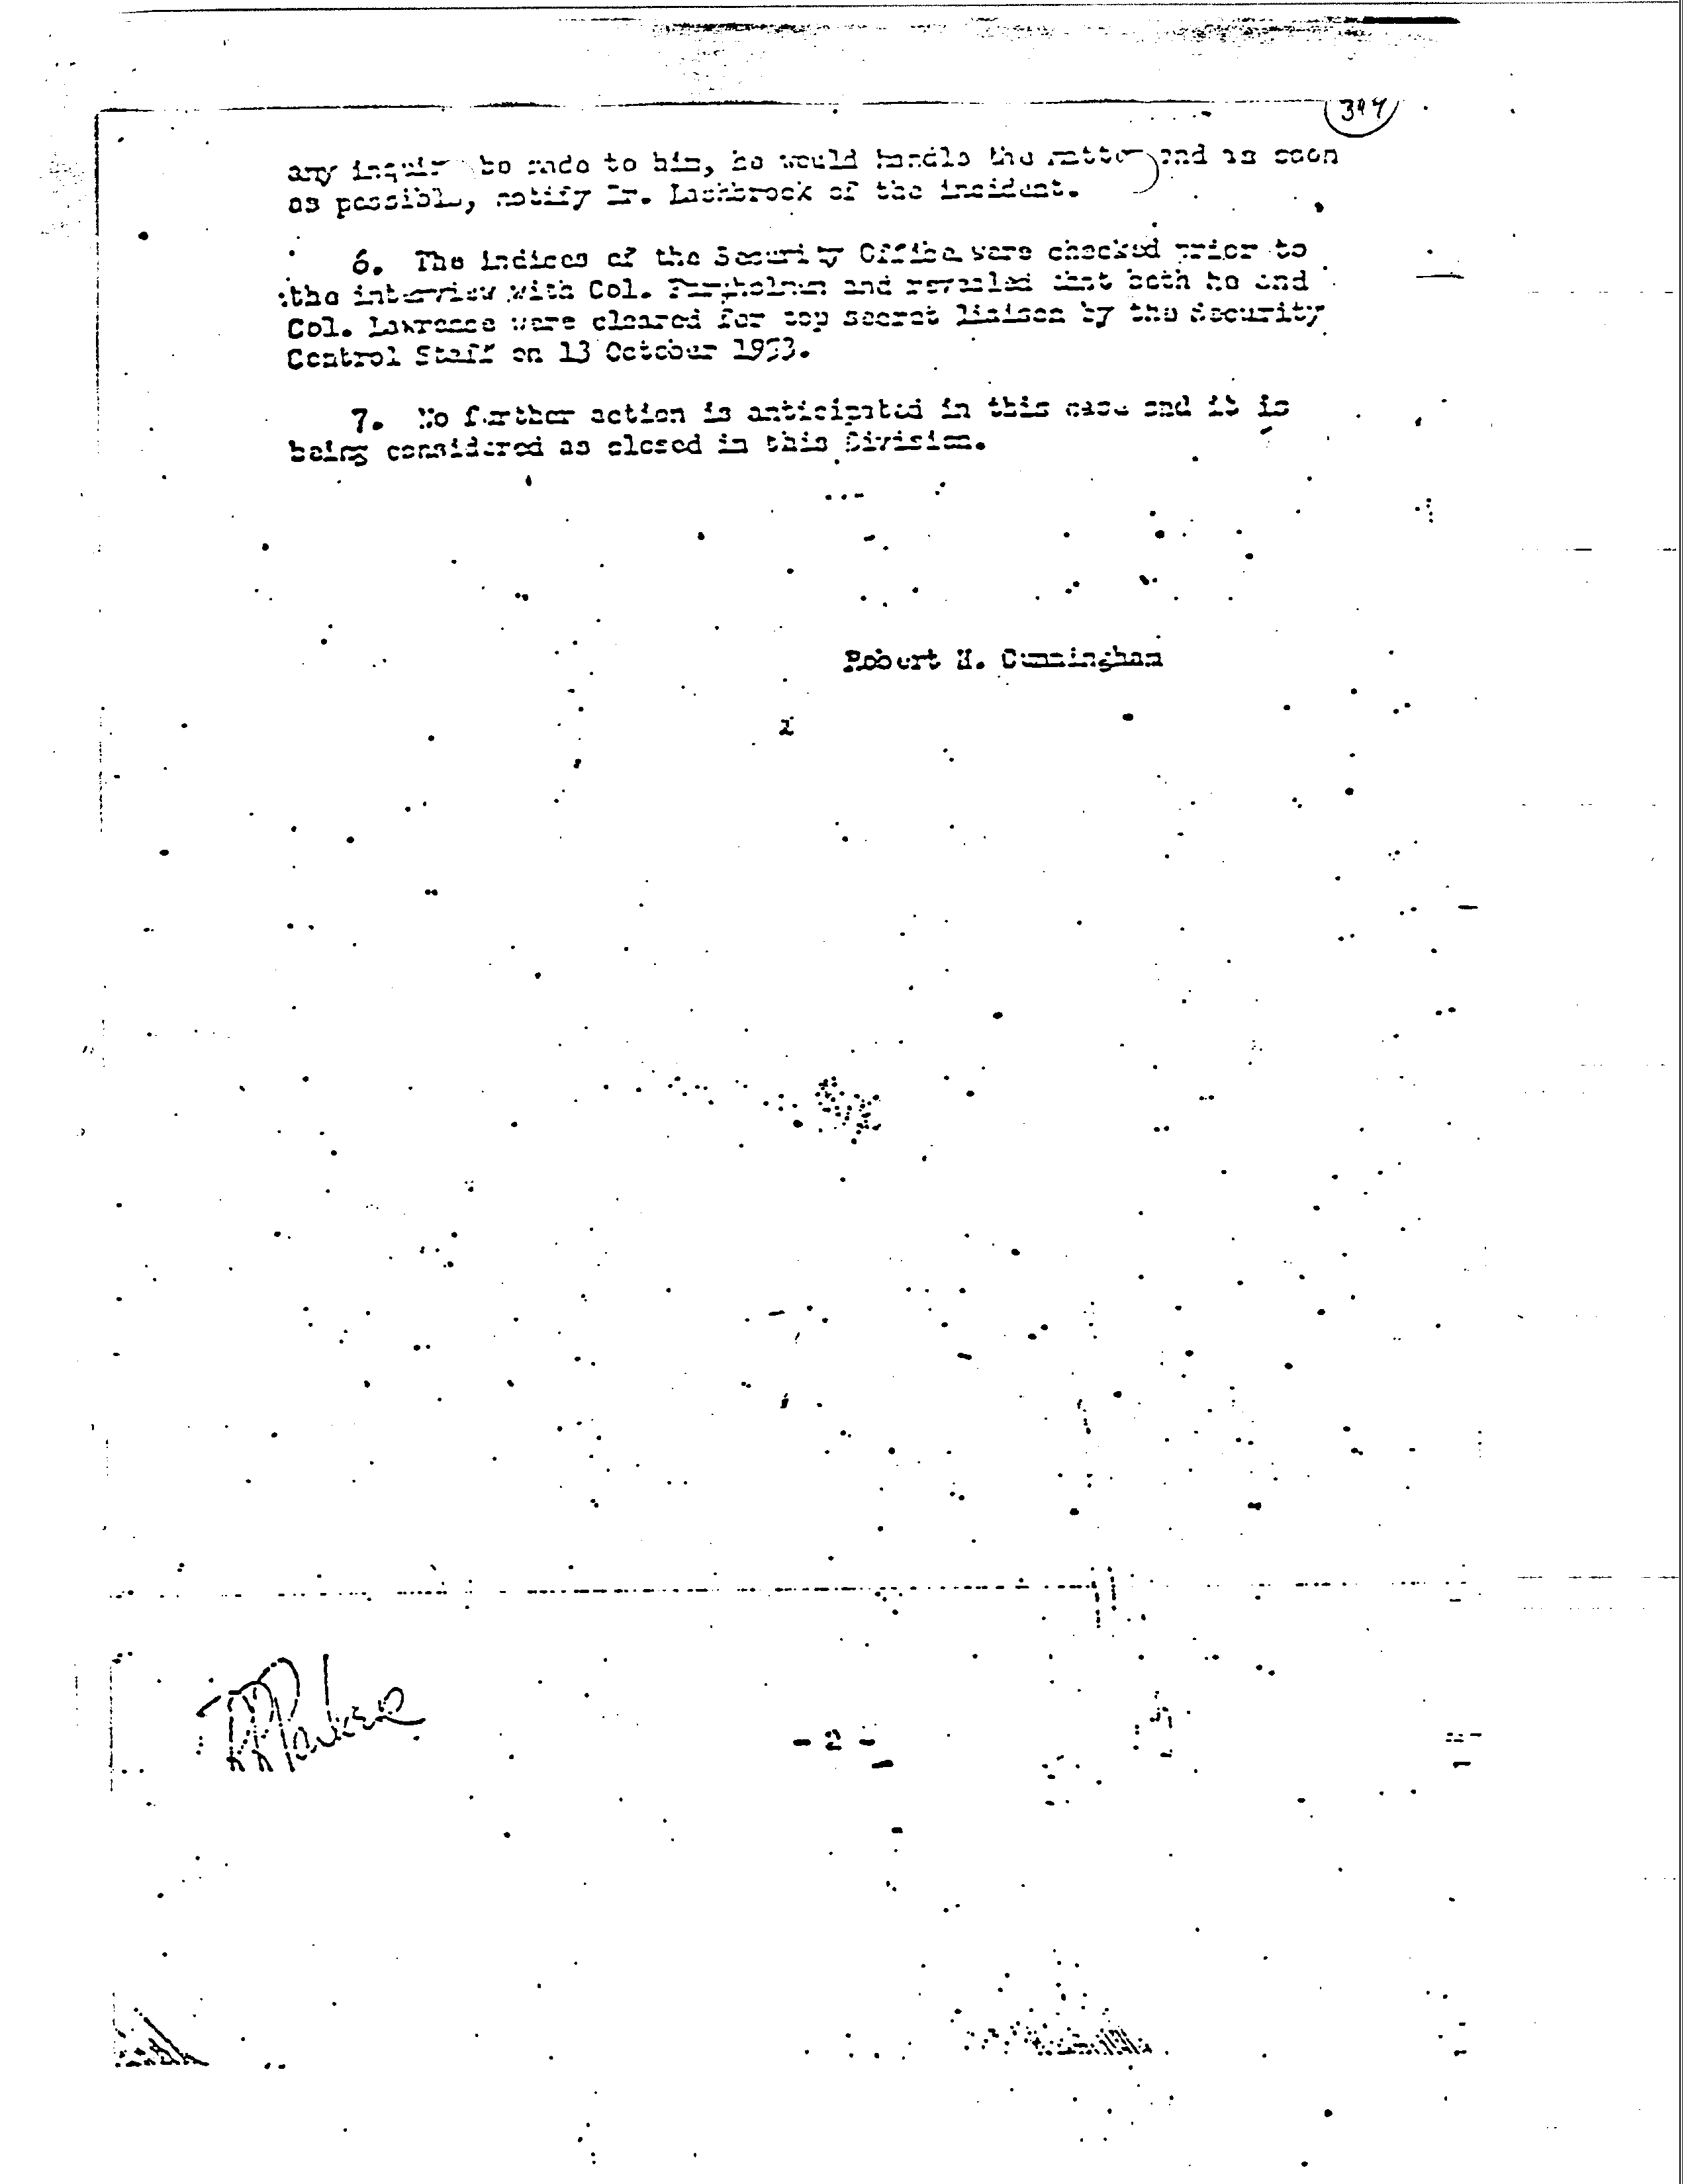 any inquiry be made to him, he would handle the matter and as soon
as possible, notify Dr. Lashbrook of the incident.
6. The indices of the Security Office were checked prior to
the interview with Col. and revealed that both he and
Col. Lawrence were cleared for top secret liaison by the Security
Control Staff on 13 October 1953.
7. No further action is anticipated in this case and it is
being considered as closed in this Division.
Robert H. Cunningham
Parker
- 2 -